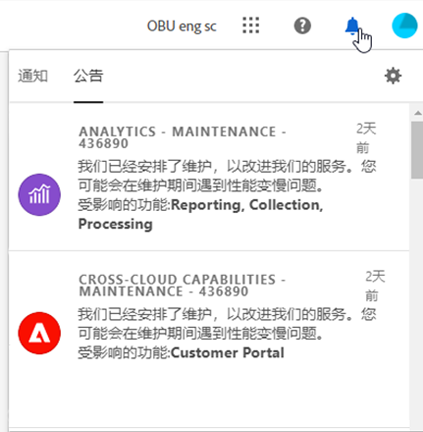 OBU eng sc
通知 公告
ANALYTICS - MAINTENANCE - 2天
436890 前
我们已经安排了维护，以改进我们的服务。您
可能会在维护期间遇到性能变慢问题。
受影响的功能:Reporting, Collection,
Processing
CROSS-CLOUD CAPABILITIES - 2天
MAINTENANCE - 436890 前
我们已经安排了维护，以改进我们的服务。您
可能会在维护期间遇到性能变慢问题。
受影响的功能:Customer Portal